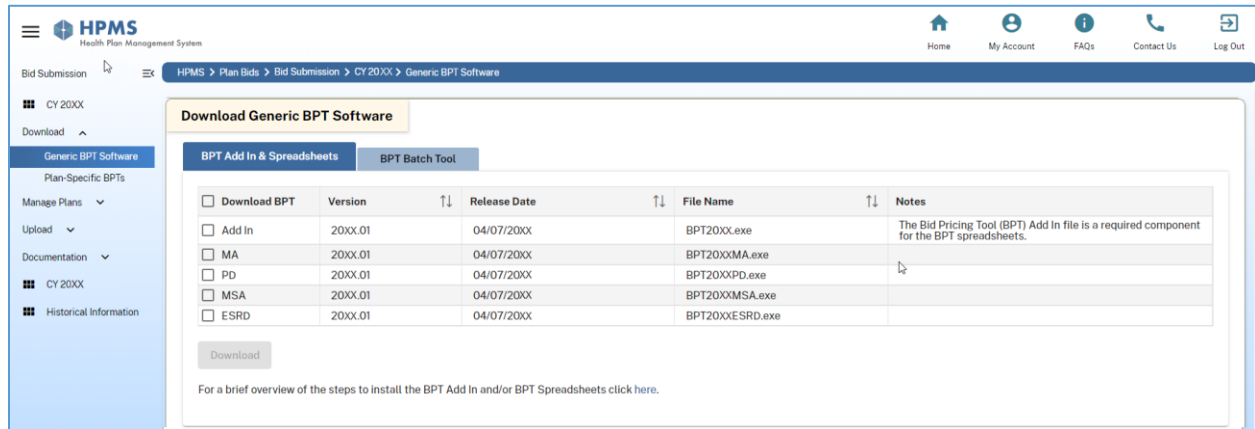 HPMS
Health Plan Management System
Home
My Account
FAQs
Contact Us
Log Out
Bid Submission
HPMS > Plan Bids > Bid Submission > CY 20XX > Generic BPT Software
CY 20XX
Download
Generic BPT Software
Plan-Specific BPTs
Manage Plans
Upload
Documentation
CY 20XX
Historical Information
Download Generic BPT Software
BPT Add In & Spreadsheets
BPT Batch Tool
Download BPT Version Release Date File Name Notes
Add In 20XX.01 04/07/20XX BPT20XX.exe The Bid Pricing Tool (BPT) Add In file is a required component
for the BPT spreadsheets.
MA 20XX.01 04/07/20XX BPT20XXMA.exe
PD 20XX.01 04/07/20XX BPT20XXPD.exe
MSA 20XX.01 04/07/20XX BPT20XXMSA.exe
ESRD 20XX.01 04/07/20XX BPT20XXESRD.exe
Download
For a brief overview of the steps to install the BPT Add In and/or BPT Spreadsheets click here.